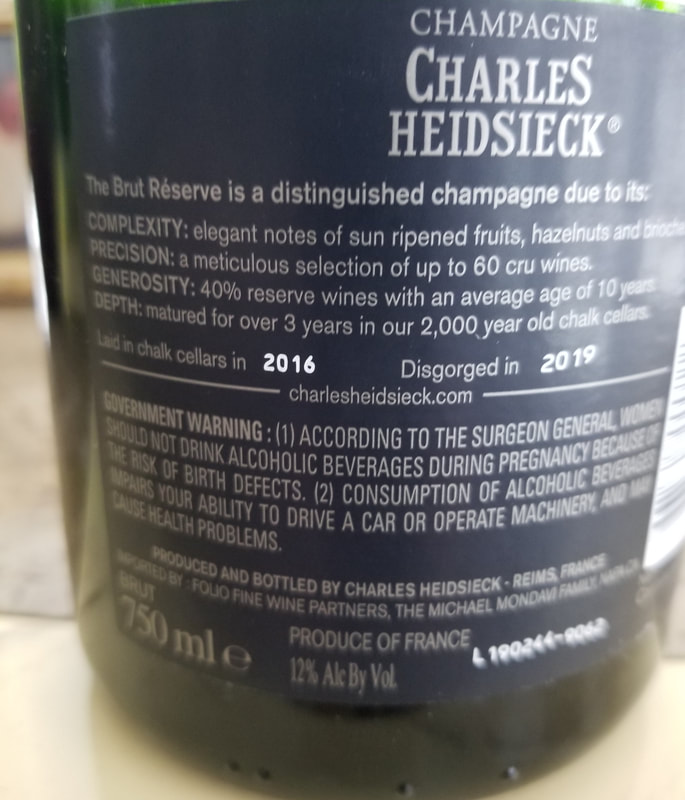 CHAMPAGNE
CHARLES
HEIDSIECK®
The Brut Réserve is a distinguished champagne due to its:
COMPLEXITY: elegant notes of sun ripened fruits, hazelnuts and brioche
PRECISION: a meticulous selection of up to 60 cru wines.
GENEROSITY: 40% reserve wines with an average age of 10 years.
DEPTH: matured for over 3 years in our 2,000 year old chalk cellars.
Laid in chalk cellars in 2016 Disgorged in 2019
charlesheidsieck.com
GOVERNMENT WARNING : (1) ACCORDING TO THE SURGEON GENERAL, WOMEN
SHOULD NOT DRINK ALCOHOLIC BEVERAGES DURING PREGNANCY BECAUSE OF
THE RISK OF BIRTH DEFECTS. (2) CONSUMPTION OF ALCOHOLIC BEVERAGES
IMPAIRS YOUR ABILITY TO DRIVE A CAR OR OPERATE MACHINERY, AND MAY
CAUSE HEALTH PROBLEMS.
PRODUCED AND BOTTLED BY CHARLES HEIDSIECK - REIMS, FRANCE
IMPORTED BY : FOLIO FINE WINE PARTNERS, THE MICHAEL MONDAVI FAMILY, NAPA, CA
BRUT
750 ml e PRODUCE OF FRANCE L190244-9062
12% Alc By Vol.